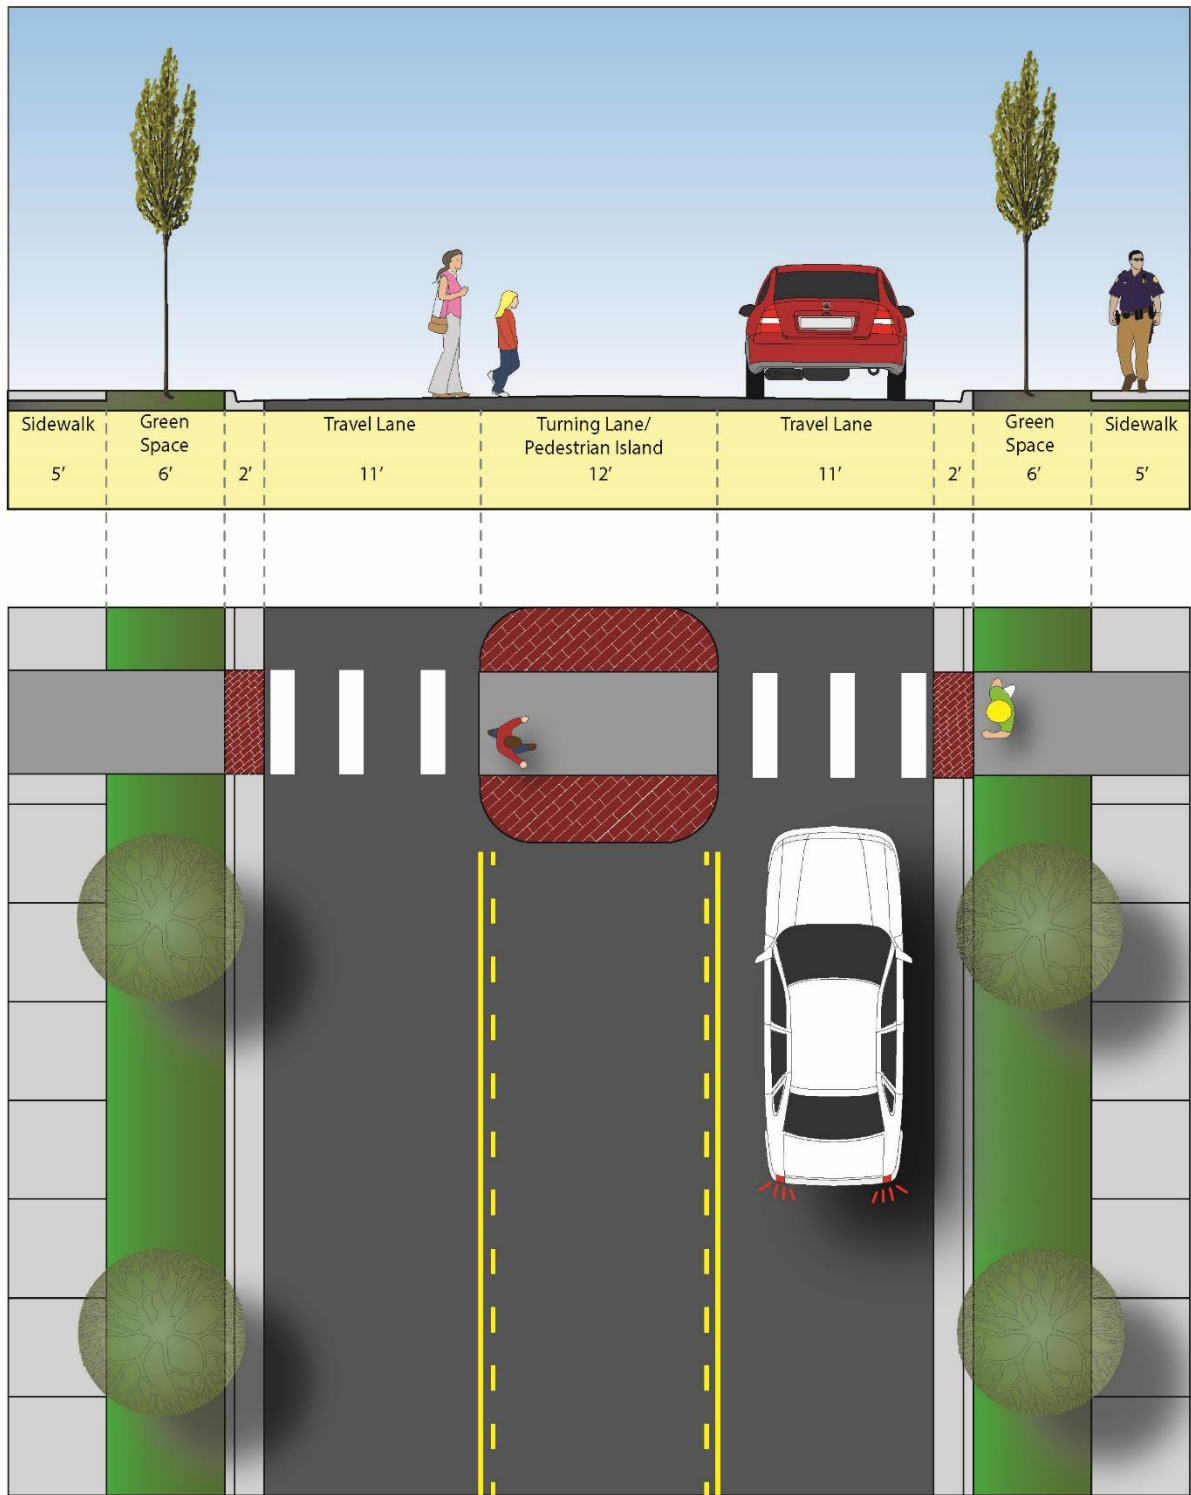 Sidewalk
5’
Green
Space
6’
2’
Travel Lane
11’
Turning Lane/
Pedestrian Island
12’
Travel Lane
11’
2’
Green
Space
6’
Sidewalk
5’